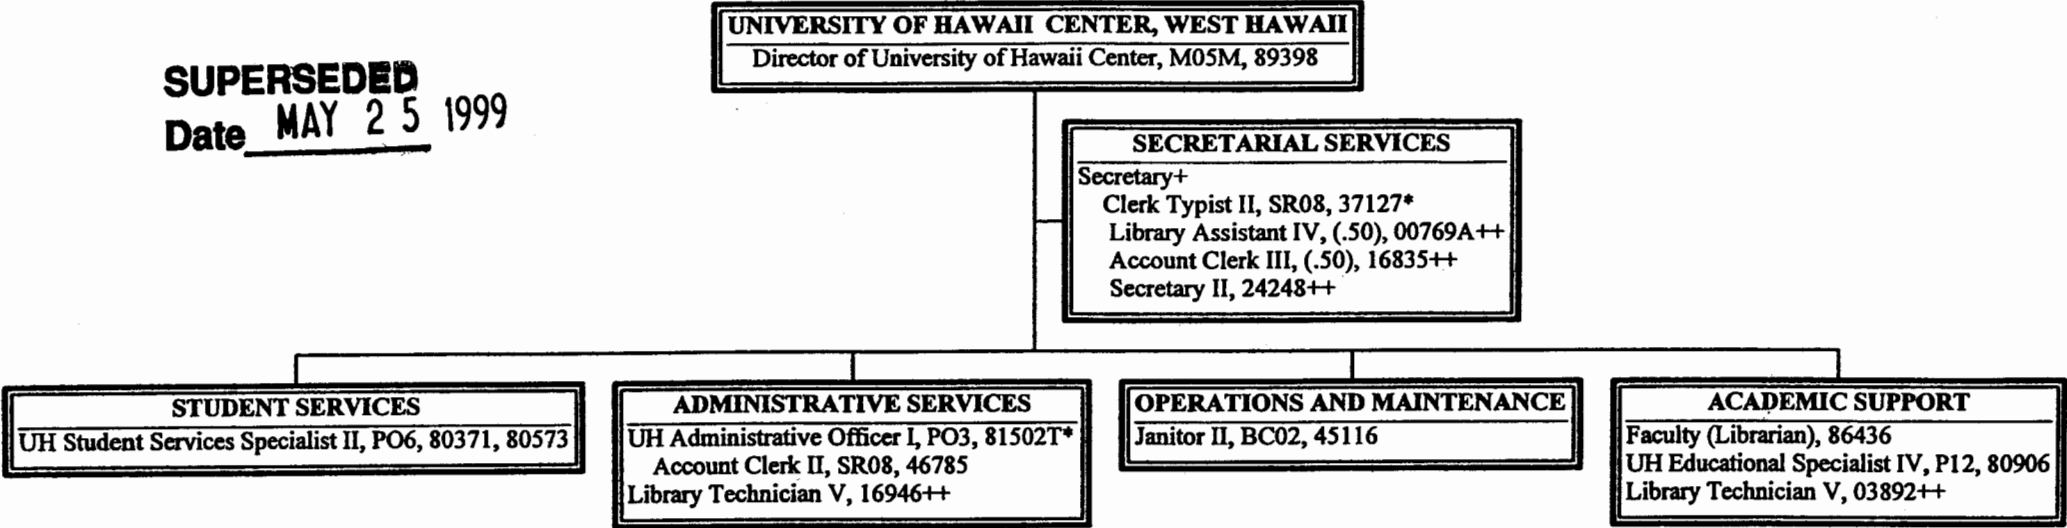 UNIVERSITY OF HAWAII CENTER, WEST HAWAII
Director of University of Hawaii Center, M05M, 89398
SUPERSEDED
Date MAY 25 1999
SECRETARIAL SERVICES
Secretary+
Clerk Typist II, SR08, 37127*
Library Assistant IV, (.50), 00769A++
Account Clerk III, (.50), 16835++
Secretary II, 24248++
STUDENT SERVICES
UH Student Services Specialist II, PO6, 80371, 80573
ADMINISTRATIVE SERVICES
UH Administrative Officer I, PO3, 81502T*
Account Clerk II, SR08, 46785
Library Technician V, 16946++
OPERATIONS AND MAINTENANCE
Janitor II, BC02, 45116
ACADEMIC SUPPORT
Faculty (Librarian), 86436
UH Educational Specialist IV, P12, 80906
Library Technician V, 03892++